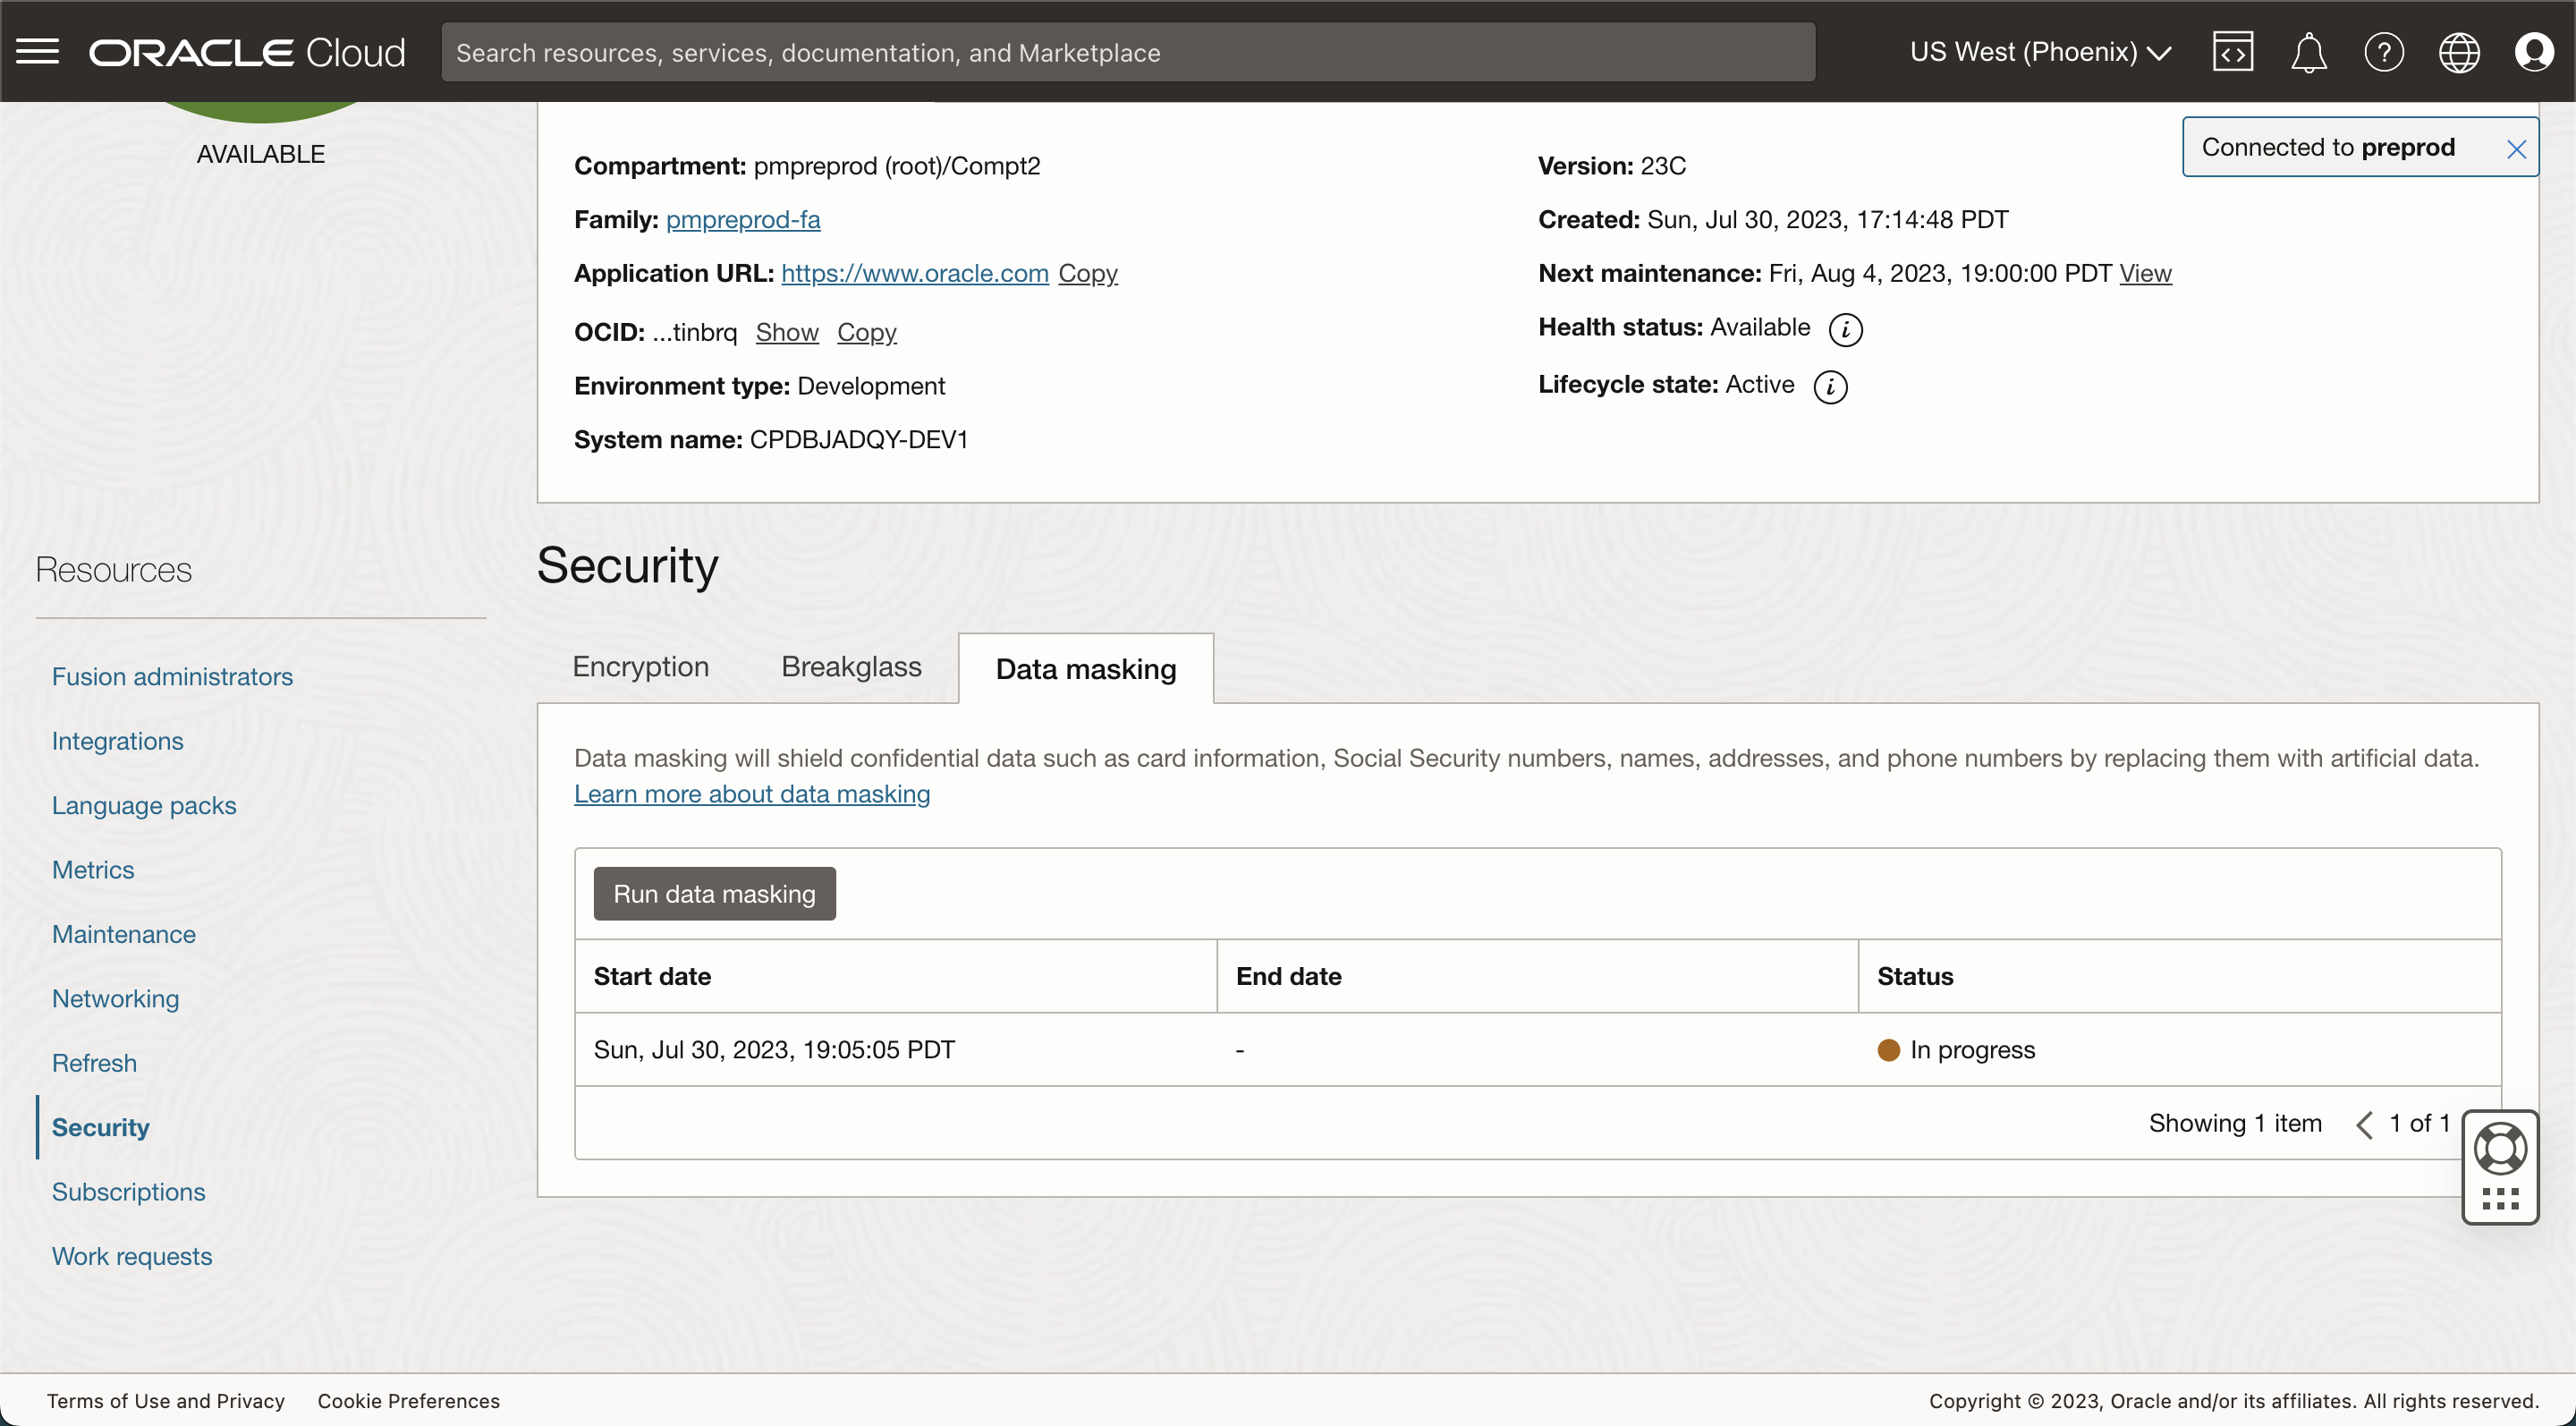 ORACLE Cloud
Search resources, services, documentation, and Marketplace
US West (Phoenix)
AVAILABLE
Connected to preprod
Compartment: pmpreprod (root)/Compt2
Family: pmpreprod-fa
Application URL: https://www.oracle.com Copy
OCID: ...tinbrq Show Copy
Environment type: Development
System name: CPDBJADQY-DEV1
Version: 23C
Created: Sun, Jul 30, 2023, 17:14:48 PDT
Next maintenance: Fri, Aug 4, 2023, 19:00:00 PDT View
Health status: Available i
Lifecycle state: Active i
Resources
Fusion administrators
Integrations
Language packs
Metrics
Maintenance
Networking
Refresh
Security
Subscriptions
Work requests
Security
Encryption Breakglass Data masking
Data masking will shield confidential data such as card information, Social Security numbers, names, addresses, and phone numbers by replacing them with artificial data.
Learn more about data masking
Run data masking
Start date End date Status
Sun, Jul 30, 2023, 19:05:05 PDT - In progress
Showing 1 item 1 of 1
Terms of Use and Privacy Cookie Preferences
Copyright © 2023, Oracle and/or its affiliates. All rights reserved.